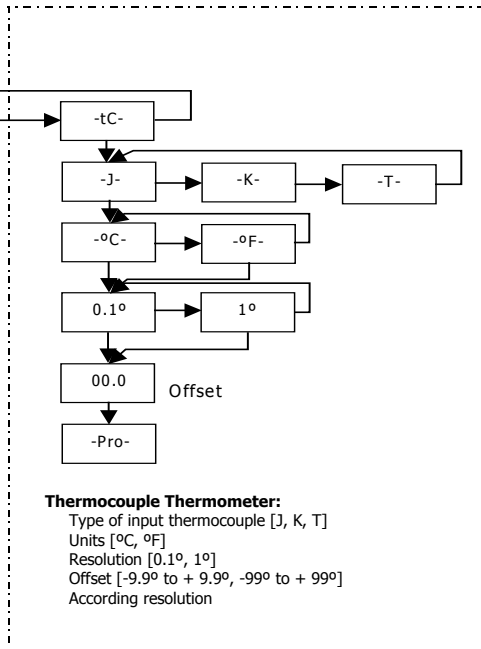 -tC-
-J- -K- -T-
-ºC- -ºF-
0.1º 1º
00.0 Offset
-Pro-
Thermocouple Thermometer:
Type of input thermocouple [J, K, T]
Units [ºC, ºF]
Resolution [0.1º, 1º]
Offset [-9.9º to + 9.9º, -99º to + 99º]
According resolution